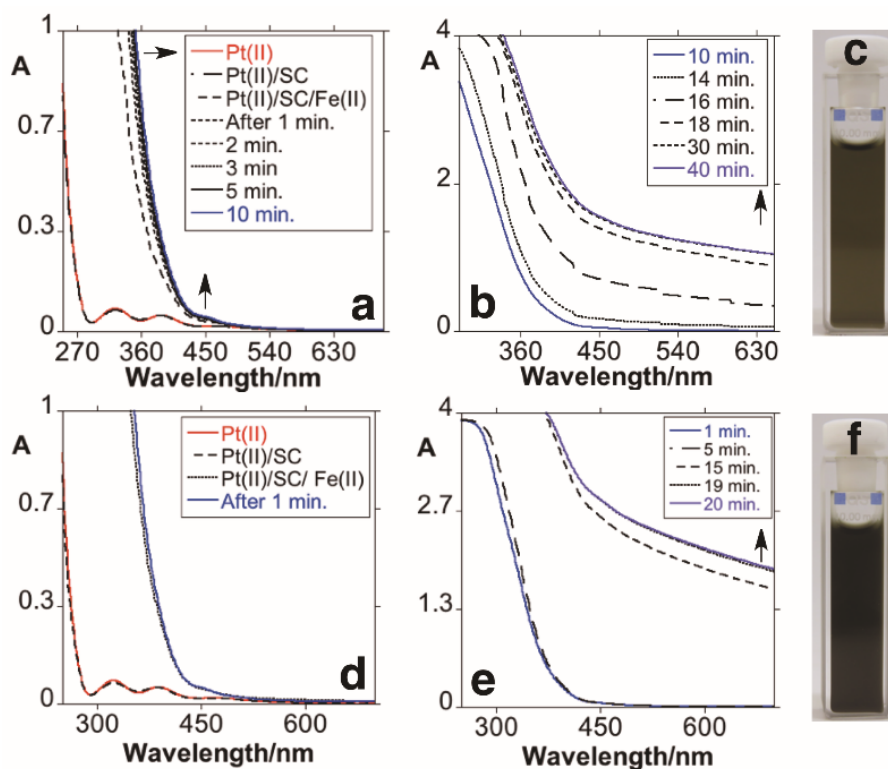 1
A
0.7
0.3
0
270 360 450 540 630
Wavelength/nm
Pt(II)
Pt(II)/SC
Pt(II)/SC/Fe(II)
After 1 min.
2 min.
3 min
5 min.
10 min.
a
4
A
2
0
360 450 540 630
Wavelength/nm
10 min.
14 min.
16 min.
18 min.
30 min.
40 min.
b
c
1
A
0.7
0.3
0
300 450 600
Wavelength/nm
Pt(II)
Pt(II)/SC
Pt(II)/SC/ Fe(II)
After 1 min.
d
4
A
2.7
1.3
0
300 450 600
Wavelength/nm
1 min.
5 min.
15 min.
19 min.
20 min.
e
f